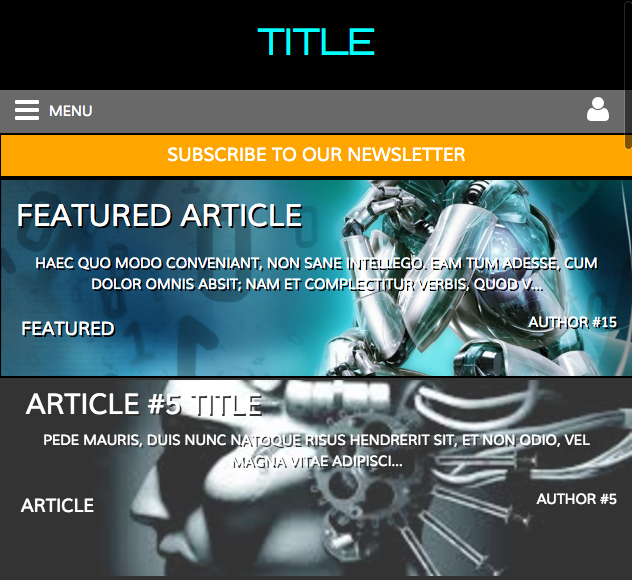 TITLE
MENU
SUBSCRIBE TO OUR NEWSLETTER
FEATURED ARTICLE
HAEC QUO MODO CONVENIANT, NON SANE INTELLEGO. EAM TUM ADESSE, CUM
DOLOR OMNIS ABSIT; NAM ET COMPLECTITUR VERBIS, QUOD V...
FEATURED
AUTHOR #15
ARTICLE #5 TITLE
PEDE MAURIS, DUIS NUNC NATOQUE RISUS HENDRERIT SIT, ET NON ODIO, VEL
MAGNA VITAE ADIPISCI...
ARTICLE
AUTHOR #5